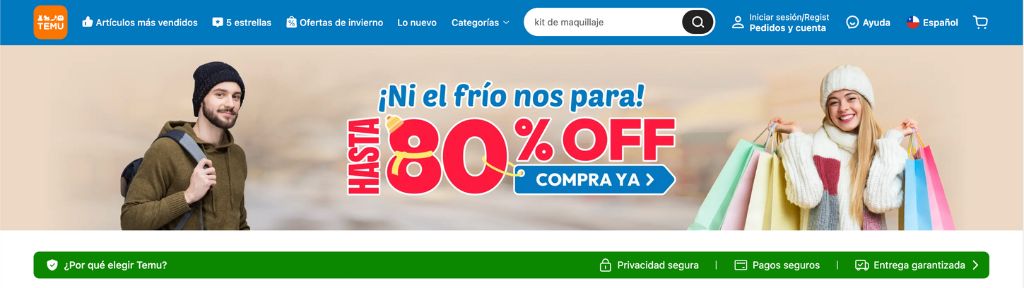 TEMU
Artículos más vendidos
5 estrellas
Ofertas de invierno
Lo nuevo
Categorías
kit de maquillaje
Iniciar sesión/Regist
Pedidos y cuenta
Ayuda
Español
¡Ni el frío nos para!
HASTA 80% OFF
COMPRA YA
¿Por qué elegir Temu?
Privacidad segura
Pagos seguros
Entrega garantizada